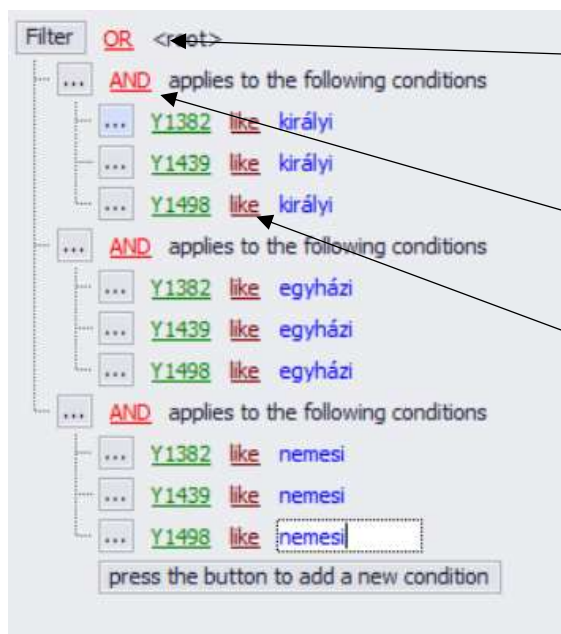 Filter OR <root>
... AND applies to the following conditions
... Y1382 like királyi
... Y1439 like királyi
... Y1498 like királyi
... AND applies to the following conditions
... Y1382 like egyházi
... Y1439 like egyházi
... Y1498 like egyházi
... AND applies to the following conditions
... Y1382 like nemesi
... Y1439 like nemesi
... Y1498 like nemesi
press the button to add a new condition